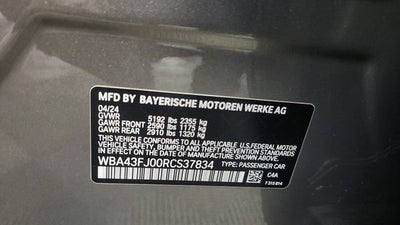 MFD BY BAYERISCHE MOTOREN WERKE AG
04/24
GVWR 5192 lbs 2355 kg
GAWR FRONT 2590 lbs 1175 kg
GAWR REAR 2910 lbs 1320 kg
THIS VEHICLE CONFORMS TO ALL APPLICABLE U.S. FEDERAL MOTOR
VEHICLE SAFETY, BUMPER, AND THEFT PREVENTION STANDARDS
IN EFFECT ON THE DATE OF MANUFACTURE SHOWN ABOVE.
WBA43FJ00RCS37834 TYPE: PASSENGER CAR
C4A
7315814